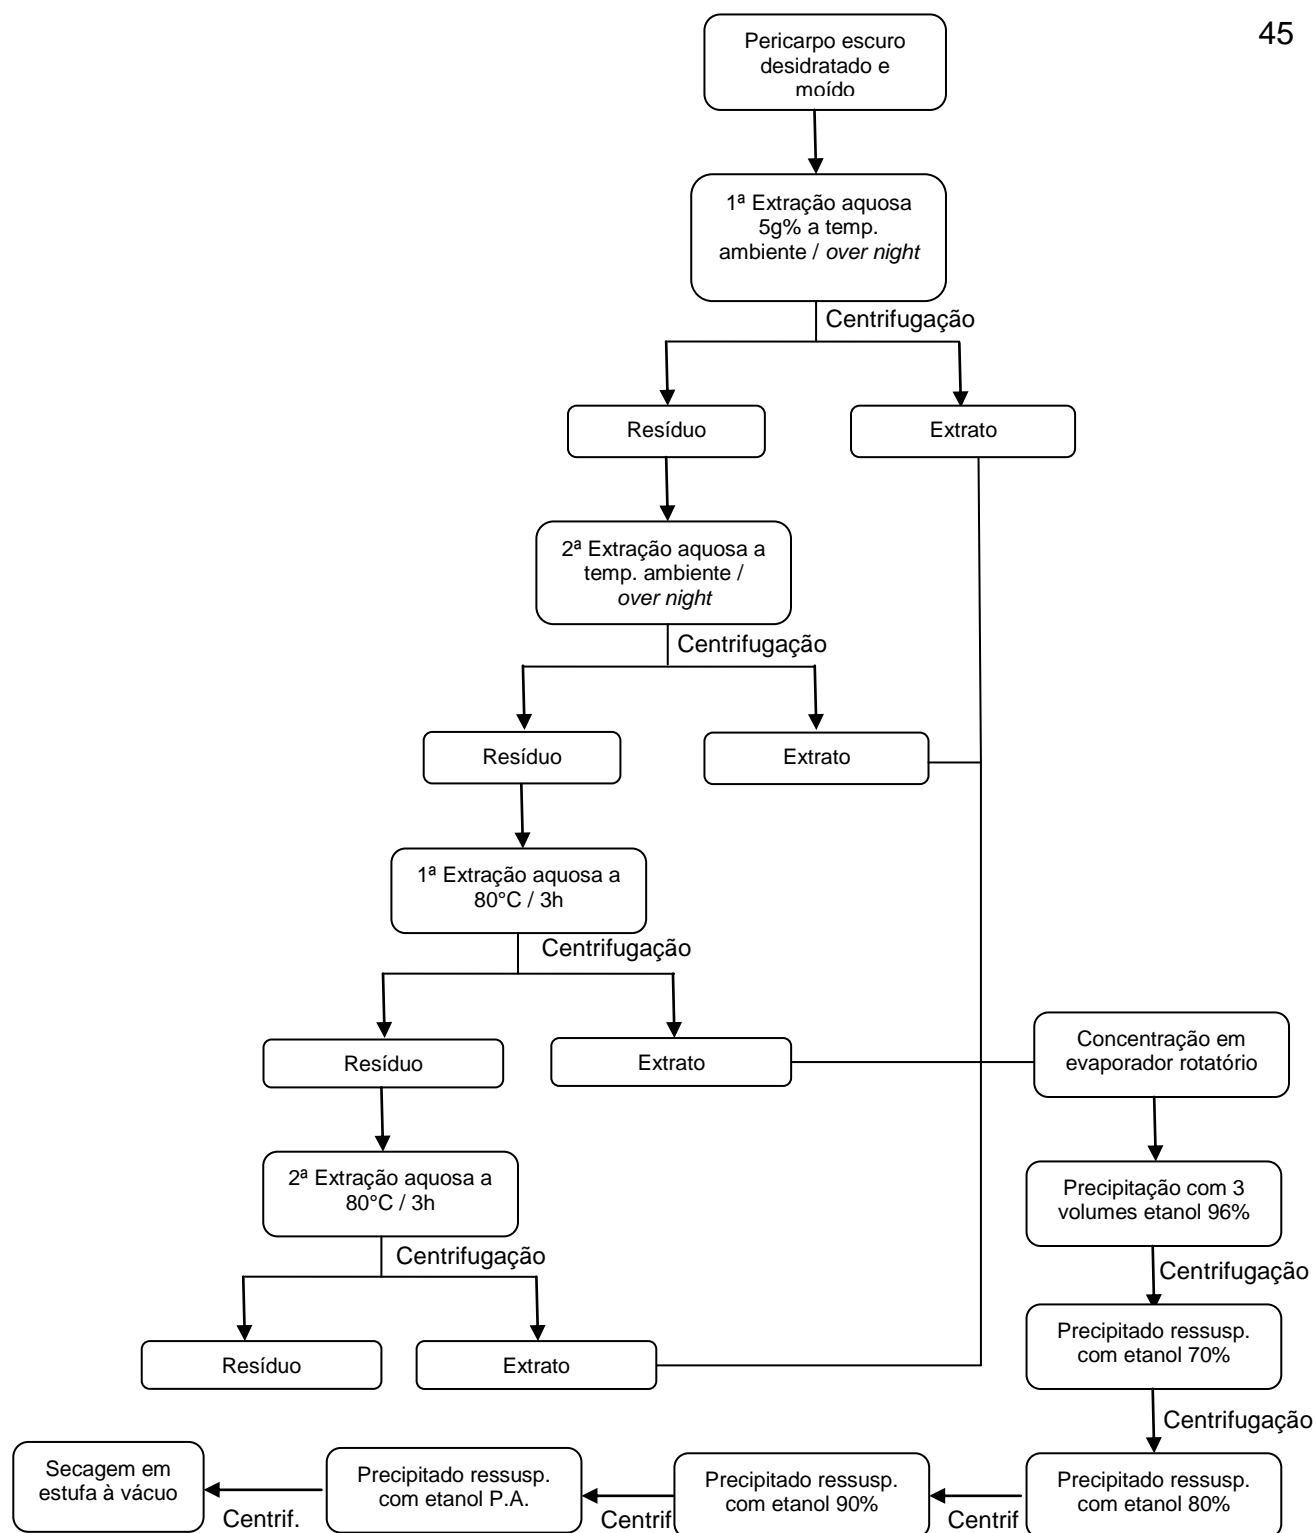 45
Pericarpo escuro
desidratado e
moído
1ª Extração aquosa
5g% a temp.
ambiente / over night
Centrifugação
Resíduo
Extrato
2ª Extração aquosa a
temp. ambiente /
over night
Centrifugação
Resíduo
Extrato
1ª Extração aquosa a
80°C / 3h
Centrifugação
Resíduo
Extrato
Concentração em
evaporador rotatório
2ª Extração aquosa a
80°C / 3h
Precipitação com 3
volumes etanol 96%
Centrifugação
Centrifugação
Resíduo
Extrato
Precipitado ressusp.
com etanol 70%
Centrifugação
Secagem em
estufa à vácuo
Centrif.
Precipitado ressusp.
com etanol P.A.
Centrif
Precipitado ressusp.
com etanol 90%
Centrif
Precipitado ressusp.
com etanol 80%